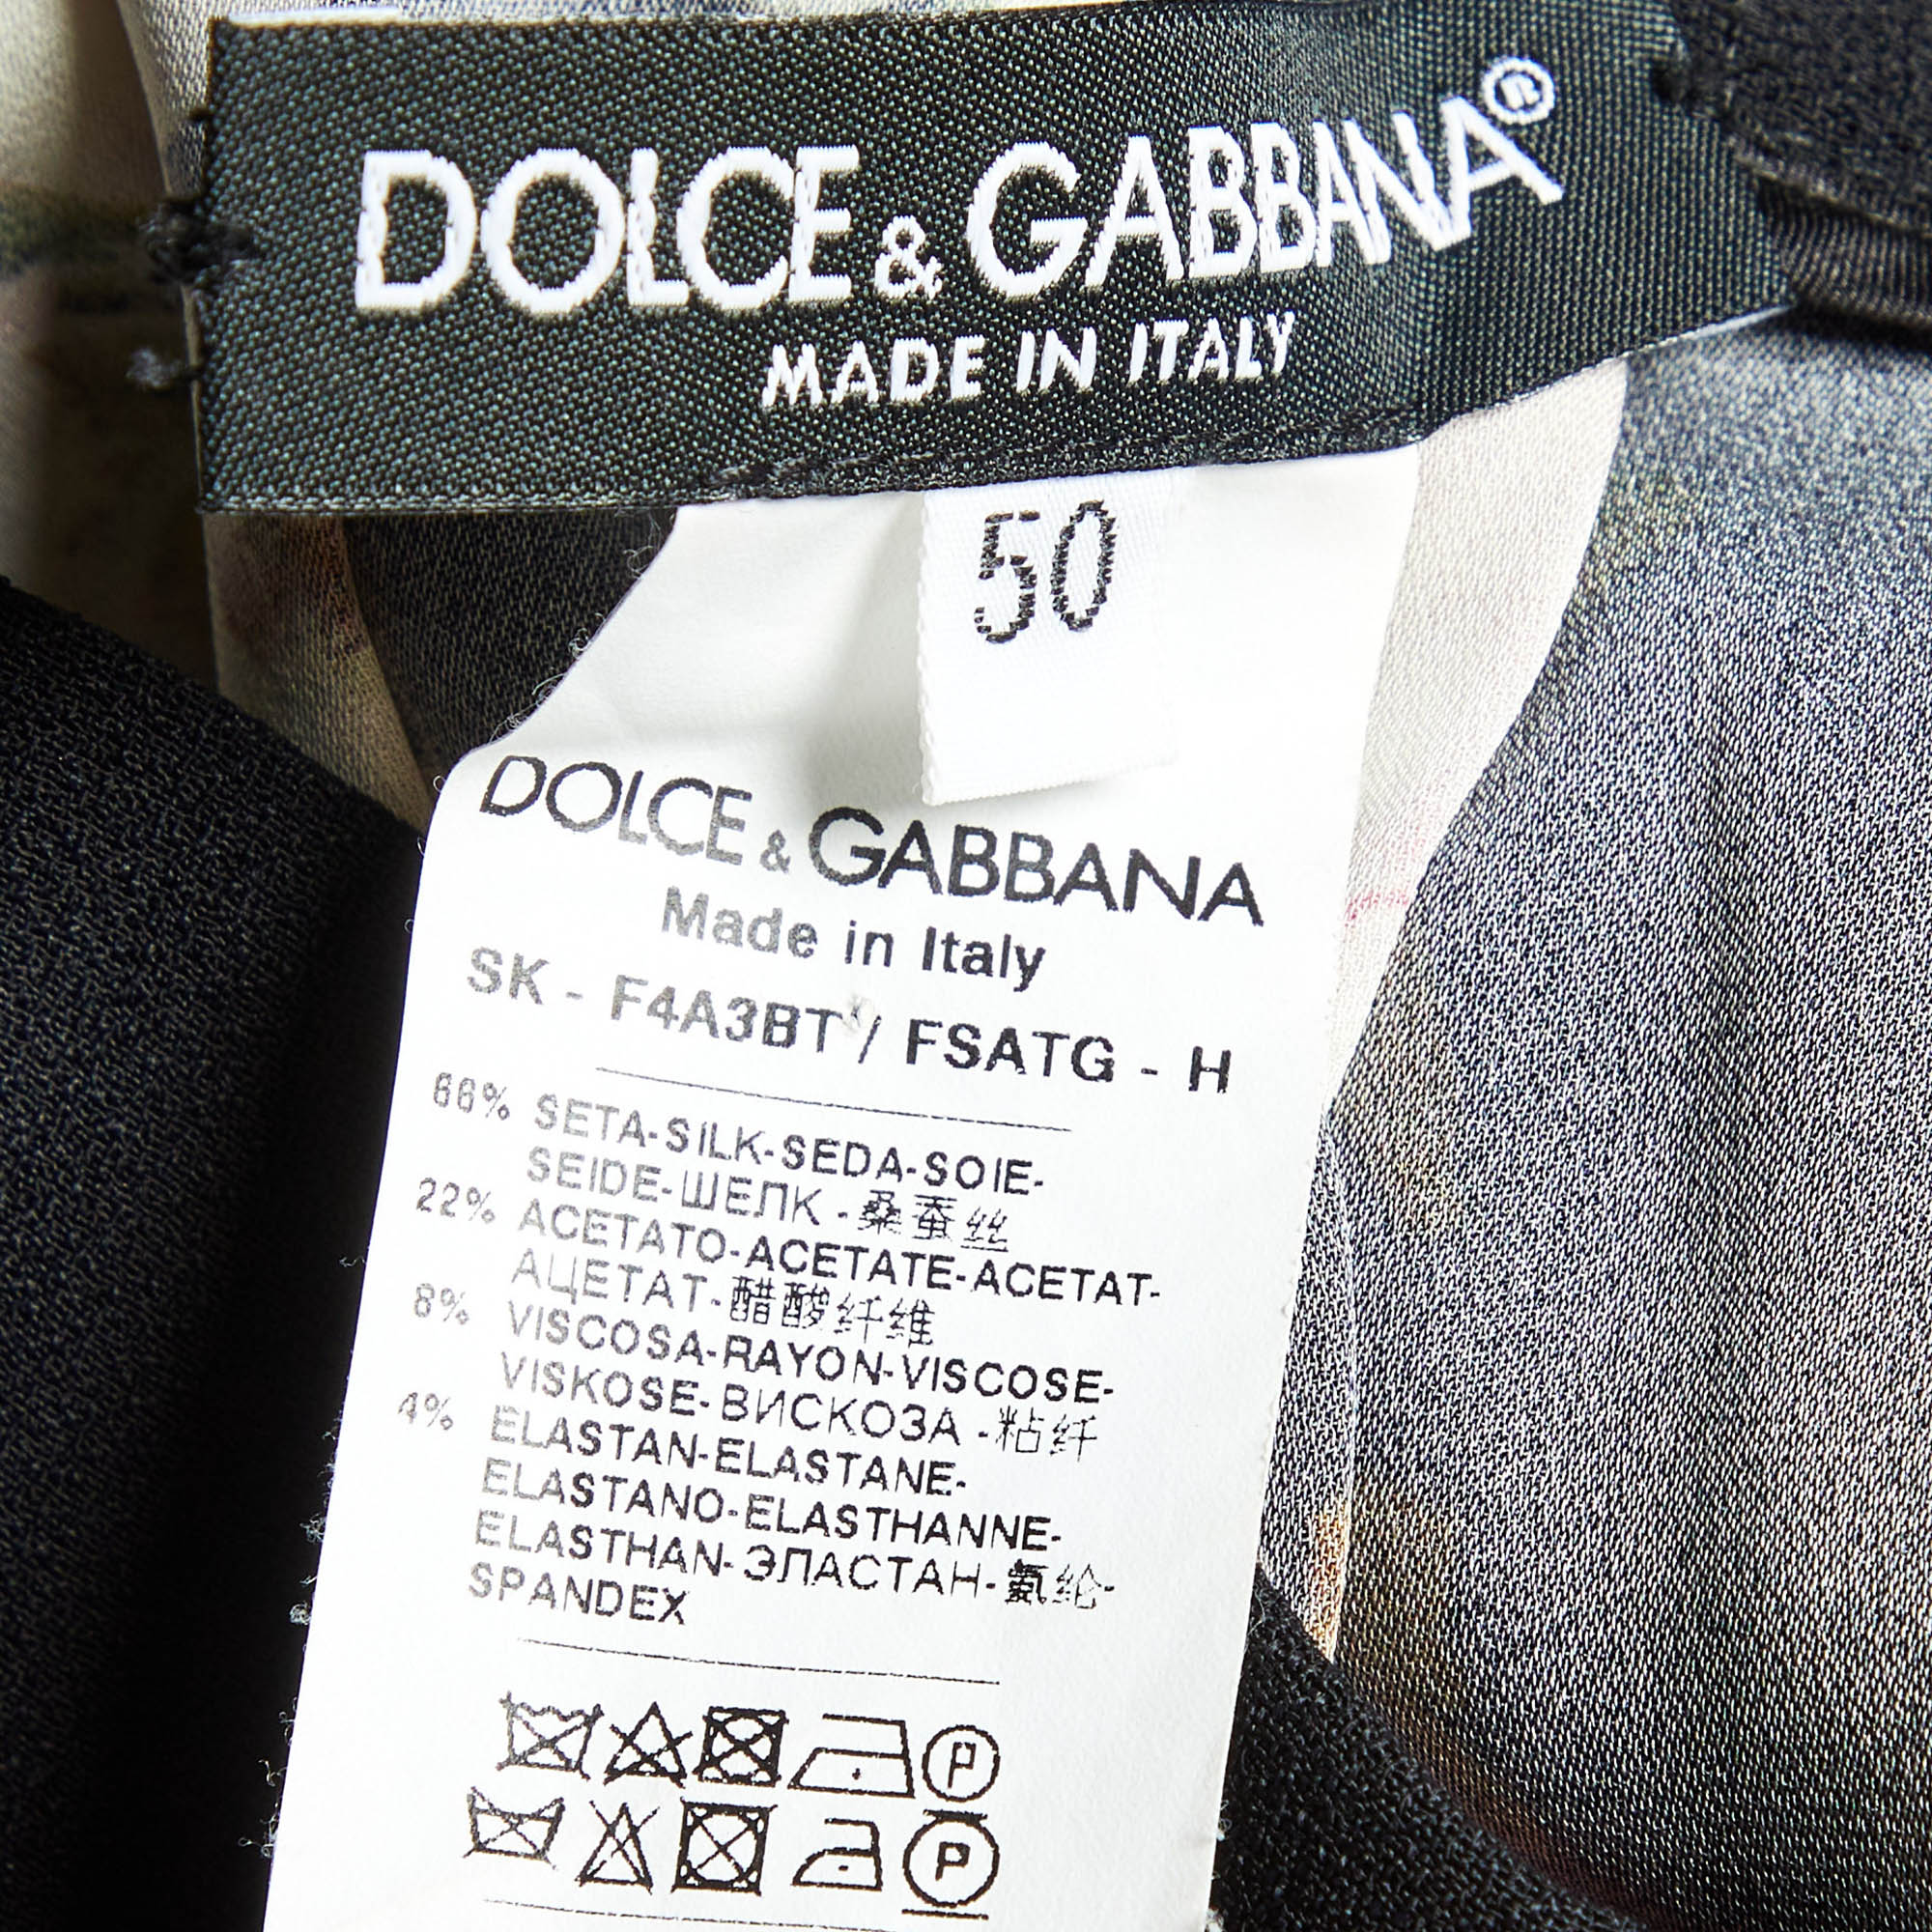 DOLCE & GABBANA®
MADE IN ITALY
50
DOLCE & GABBANA
Made in Italy
SK - F4A3BT / FSATG - H
66% SETA-SILK-SEDA-SOIE-
SEIDE-ШЕЛК-桑蚕丝
22% ACETATO-ACETATE-ACETAT-
АЦЕТАТ-醋酸纤维
8% VISCOSA-RAYON-VISCOSE-
VISKOSE-ВИСКОЗА-粘纤
4% ELASTAN-ELASTANE-
ELASTANO-ELASTHANNE-
ELASTHAN-ЭЛАСТАН-氨纶-
SPANDEX
P
P